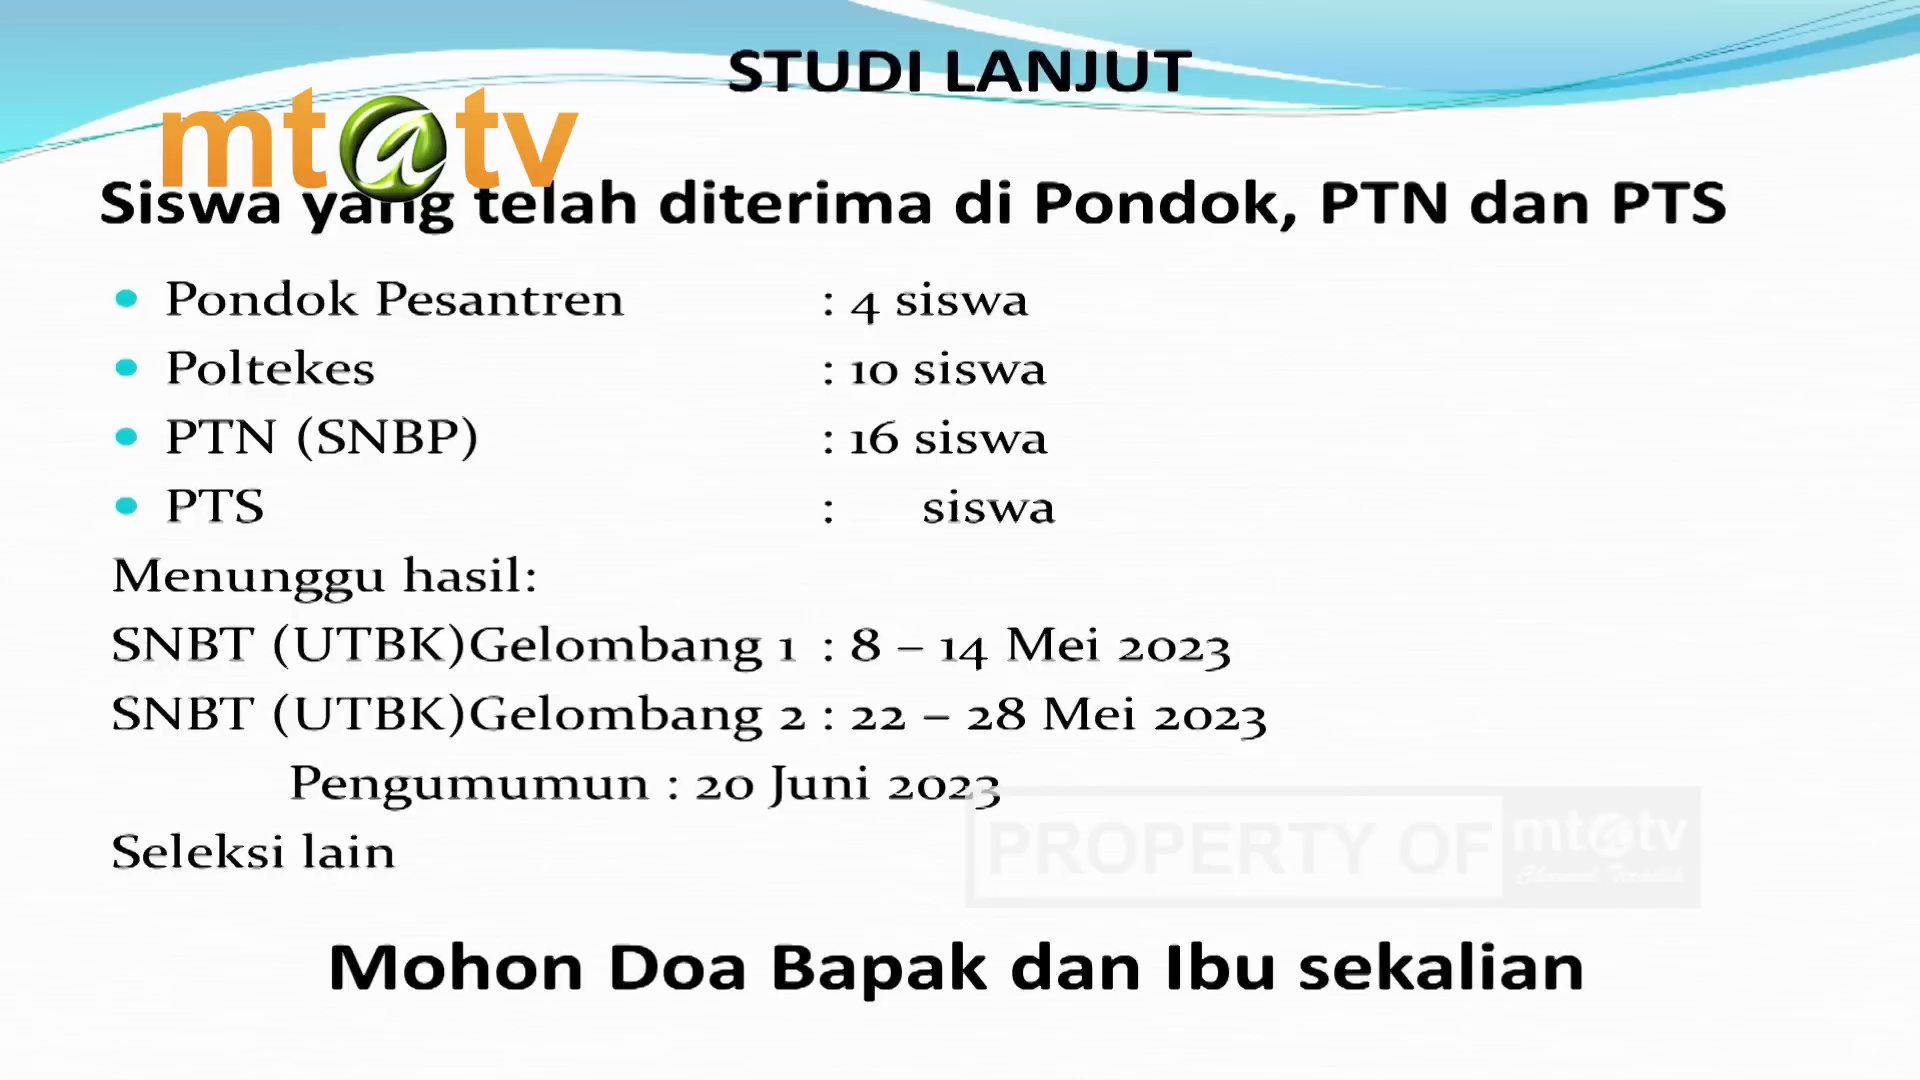 STUDI LANJUT
mt@tv
Siswa yang telah diterima di Pondok, PTN dan PTS
• Pondok Pesantren : 4 siswa
• Poltekes : 10 siswa
• PTN (SNBP) : 16 siswa
• PTS : siswa
Menunggu hasil:
SNBT (UTBK)Gelombang 1 : 8 – 14 Mei 2023
SNBT (UTBK)Gelombang 2 : 22 – 28 Mei 2023
Pengumumun : 20 Juni 2023
Seleksi lain
PROPERTY OF mt@tv
Mohon Doa Bapak dan Ibu sekalian